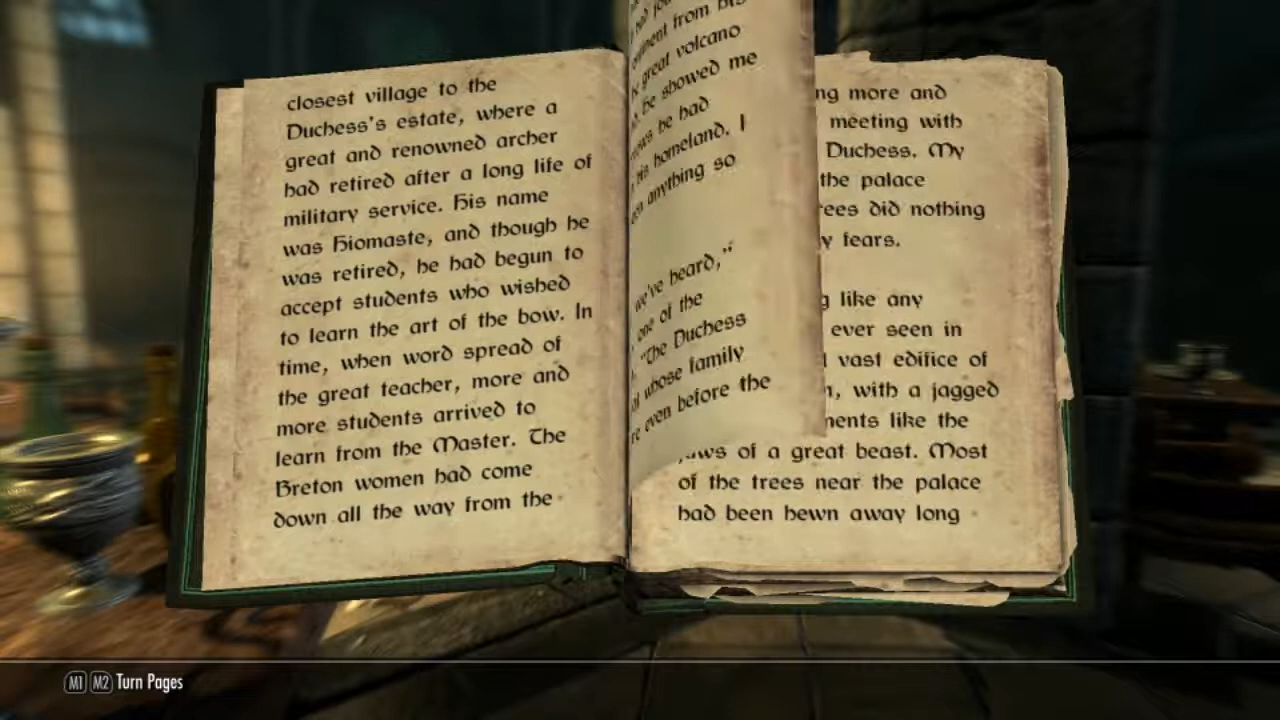 closest village to the
Duchess's estate, where a
great and renowned archer
had retired after a long life of
military service. His name
was Hiomaste, and though he
was retired, he had begun to
accept students who wished
to learn the art of the bow. In
time, when word spread of
the great teacher, more and
more students arrived to
learn from the Master. The
Breton women had come
down all the way from the
from his
great volcano
he showed me
he had
his homeland. I
anything so
we've heard,"
one of the
"The Duchess
whose family
even before the
more and
meeting with
Duchess. My
the palace
did nothing
fears.
like any
ever seen in
vast edifice of
with a jagged
like the
jaws of a great beast. Most
of the trees near the palace
had been hewn away long
M1 M2 Turn Pages